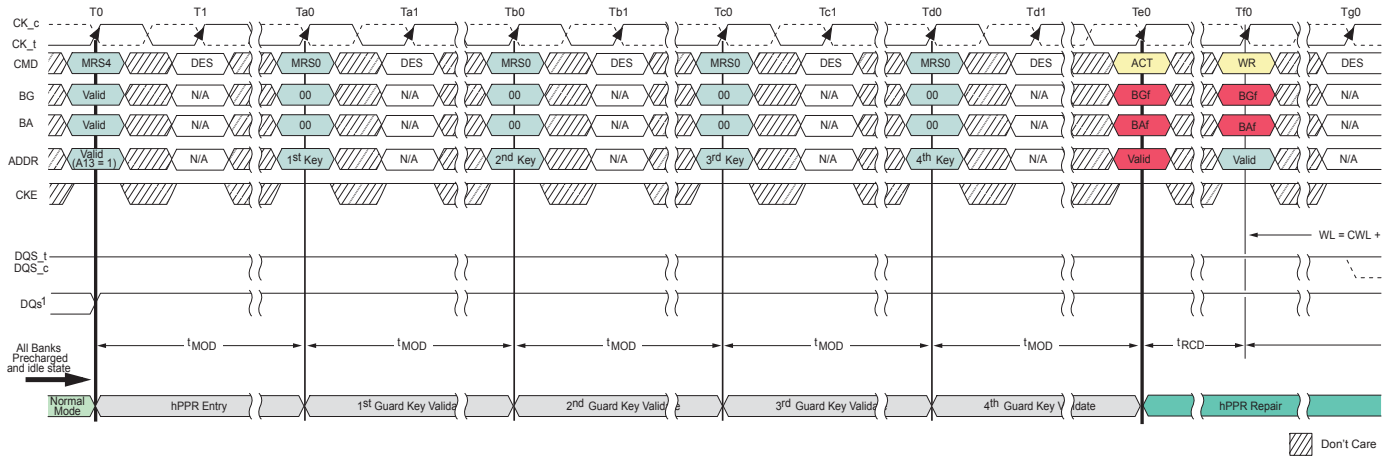 T0 T1 Ta0 Ta1 Tb0 Tb1 Tc0 Tc1 Td0 Td1 Te0 Tf0 Tg0
CK_c
CK_t
CMD MRS4 DES MRS0 DES MRS0 DES MRS0 DES MRS0 DES ACT WR DES
BG Valid N/A 00 N/A 00 N/A 00 N/A 00 N/A BGf BGf N/A
BA Valid N/A 00 N/A 00 N/A 00 N/A 00 N/A BAf BAf N/A
ADDR Valid (A13 = 1) N/A 1st Key N/A 2nd Key N/A 3rd Key N/A 4th Key N/A Valid Valid N/A
CKE
WL = CWL +
DQS_t
DQS_c
DQs1
tMOD tMOD tMOD tMOD tMOD tRCD
All Banks
Precharged
and idle state
Normal Mode hPPR Entry 1st Guard Key Valida 2nd Guard Key Valid e 3rd Guard Key Valida 4th Guard Key V idate hPPR Repair
Don't Care